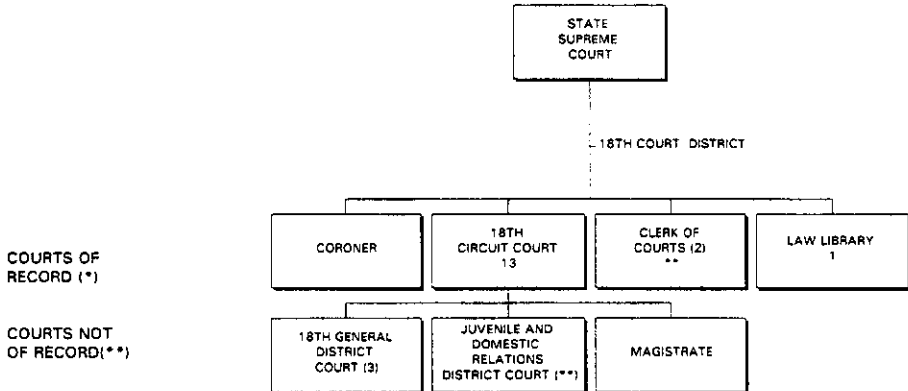 STATE
SUPREME
COURT
18TH COURT DISTRICT
COURTS OF
RECORD (*)
CORONER
18TH
CIRCUIT COURT
13
CLERK OF
COURTS (2)
**
LAW LIBRARY
1
COURTS NOT
OF RECORD(**)
18TH GENERAL
DISTRICT
COURT (3)
JUVENILE AND
DOMESTIC
RELATIONS
DISTRICT COURT (**)
MAGISTRATE